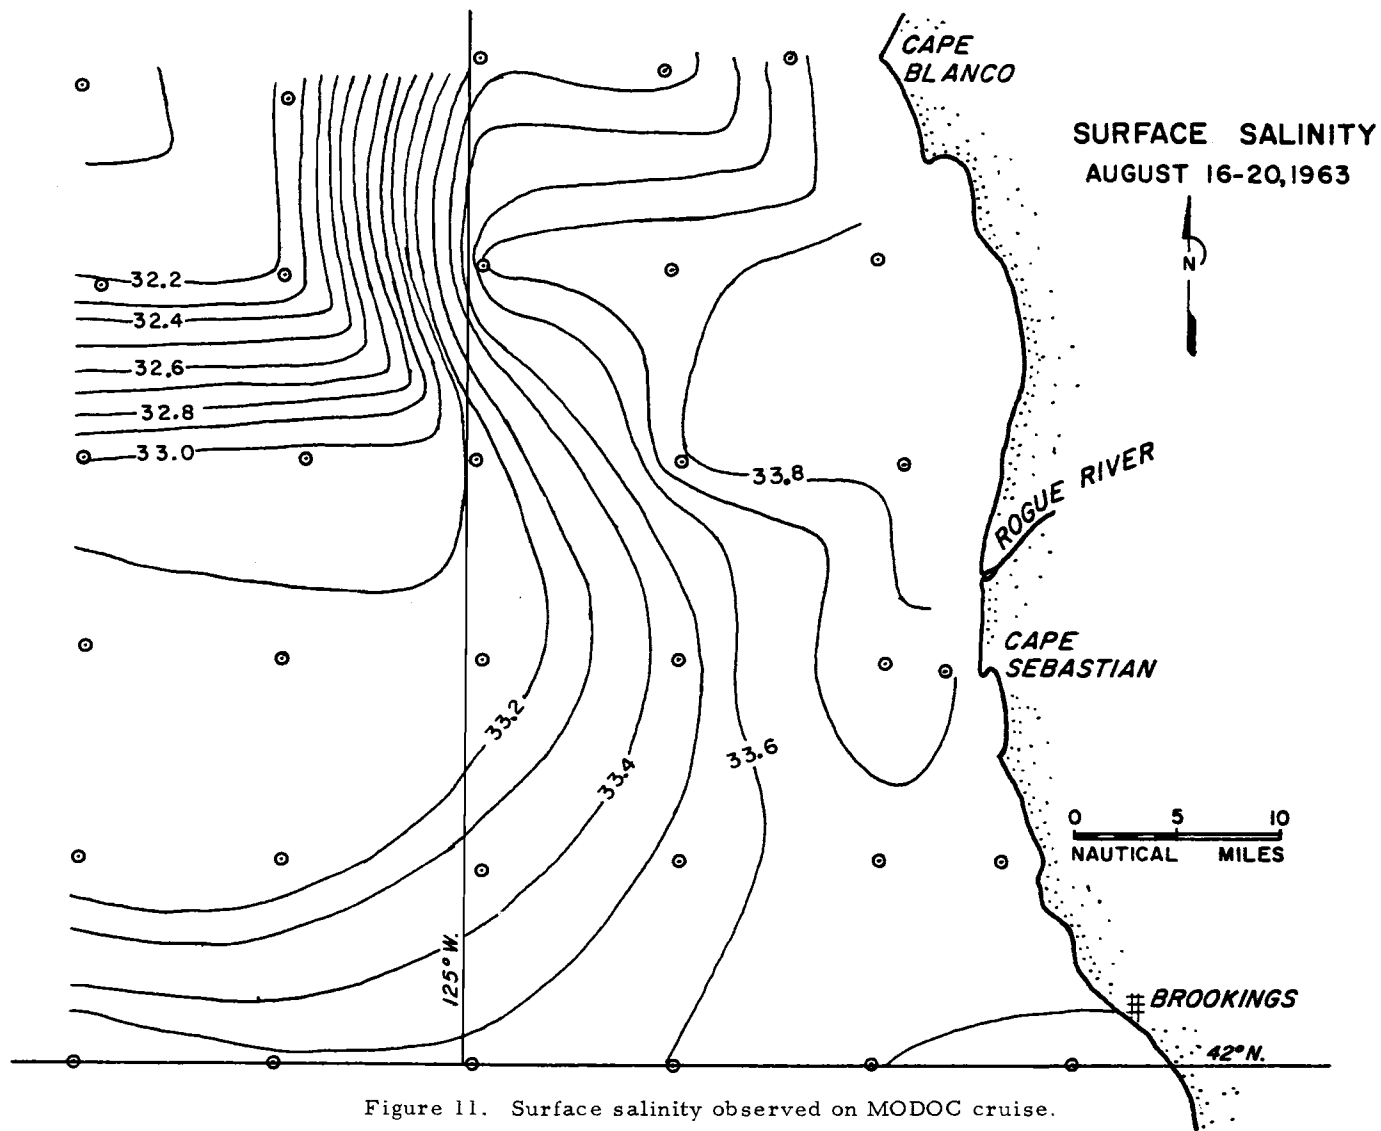 CAPE
BLANCO
SURFACE SALINITY
AUGUST 16-20, 1963
N
32.2
32.4
32.6
32.8
33.0
33.8
ROGUE RIVER
CAPE
SEBASTIAN
33.2
33.4
33.6
0 5 10
NAUTICAL MILES
125° W.
BROOKINGS
42° N.
Figure 11. Surface salinity observed on MODOC cruise.